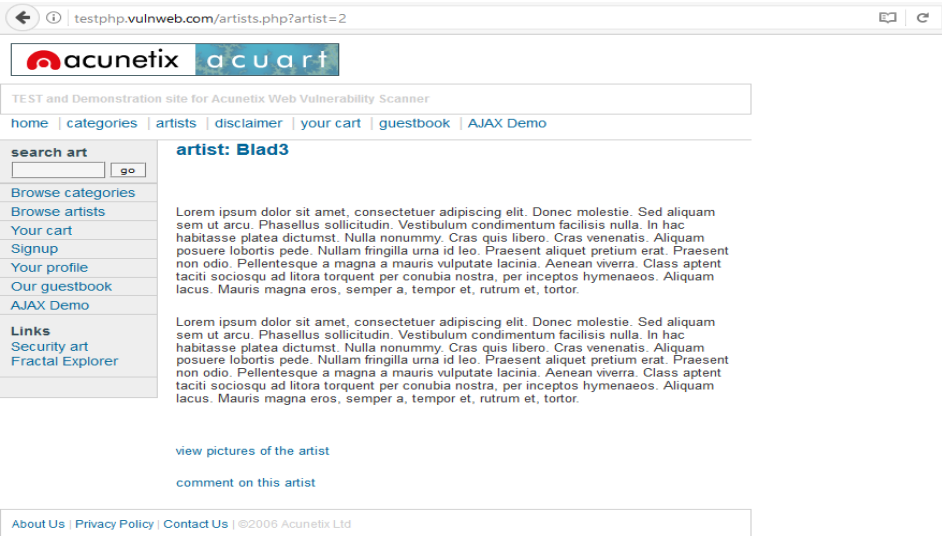 testphp.vulnweb.com/artists.php?artist=2
acunetix acuart
TEST and Demonstration site for Acunetix Web Vulnerability Scanner
home | categories | artists | disclaimer | your cart | guestbook | AJAX Demo
search art
go
Browse categories
Browse artists
Your cart
Signup
Your profile
Our guestbook
AJAX Demo
Links
Security art
Fractal Explorer
artist: Blad3
Lorem ipsum dolor sit amet, consectetuer adipiscing elit. Donec molestie. Sed aliquam
sem ut arcu. Phasellus sollicitudin. Vestibulum condimentum facilisis nulla. In hac
habitasse platea dictumst. Nulla nonummy. Cras quis libero. Cras venenatis. Aliquam
posuere lobortis pede. Nullam fringilla urna id leo. Praesent aliquet pretium erat. Praesent
non odio. Pellentesque a magna a mauris vulputate lacinia. Aenean viverra. Class aptent
taciti sociosqu ad litora torquent per conubia nostra, per inceptos hymenaeos. Aliquam
lacus. Mauris magna eros, semper a, tempor et, rutrum et, tortor.
Lorem ipsum dolor sit amet, consectetuer adipiscing elit. Donec molestie. Sed aliquam
sem ut arcu. Phasellus sollicitudin. Vestibulum condimentum facilisis nulla. In hac
habitasse platea dictumst. Nulla nonummy. Cras quis libero. Cras venenatis. Aliquam
posuere lobortis pede. Nullam fringilla urna id leo. Praesent aliquet pretium erat. Praesent
non odio. Pellentesque a magna a mauris vulputate lacinia. Aenean viverra. Class aptent
taciti sociosqu ad litora torquent per conubia nostra, per inceptos hymenaeos. Aliquam
lacus. Mauris magna eros, semper a, tempor et, rutrum et, tortor.
view pictures of the artist
comment on this artist
About Us | Privacy Policy | Contact Us | ©2006 Acunetix Ltd